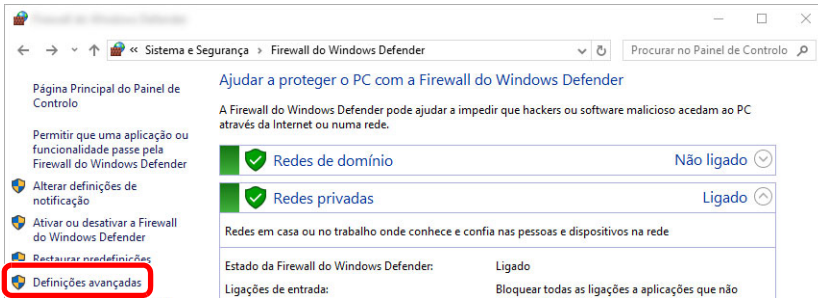 « Sistema e Segurança › Firewall do Windows Defender
Procurar no Painel de Controlo
Página Principal do Painel de
Controlo
Permitir que uma aplicação ou
funcionalidade passe pela
Firewall do Windows Defender
Alterar definições de
notificação
Ativar ou desativar a Firewall
do Windows Defender
Restaurar predefinições
Definições avançadas
Ajudar a proteger o PC com a Firewall do Windows Defender
A Firewall do Windows Defender pode ajudar a impedir que hackers ou software malicioso acedam ao PC
através da Internet ou numa rede.
Redes de domínio Não ligado
Redes privadas Ligado
Redes em casa ou no trabalho onde conhece e confia nas pessoas e dispositivos na rede
Estado da Firewall do Windows Defender: Ligado
Ligações de entrada: Bloquear todas as ligações a aplicações que não